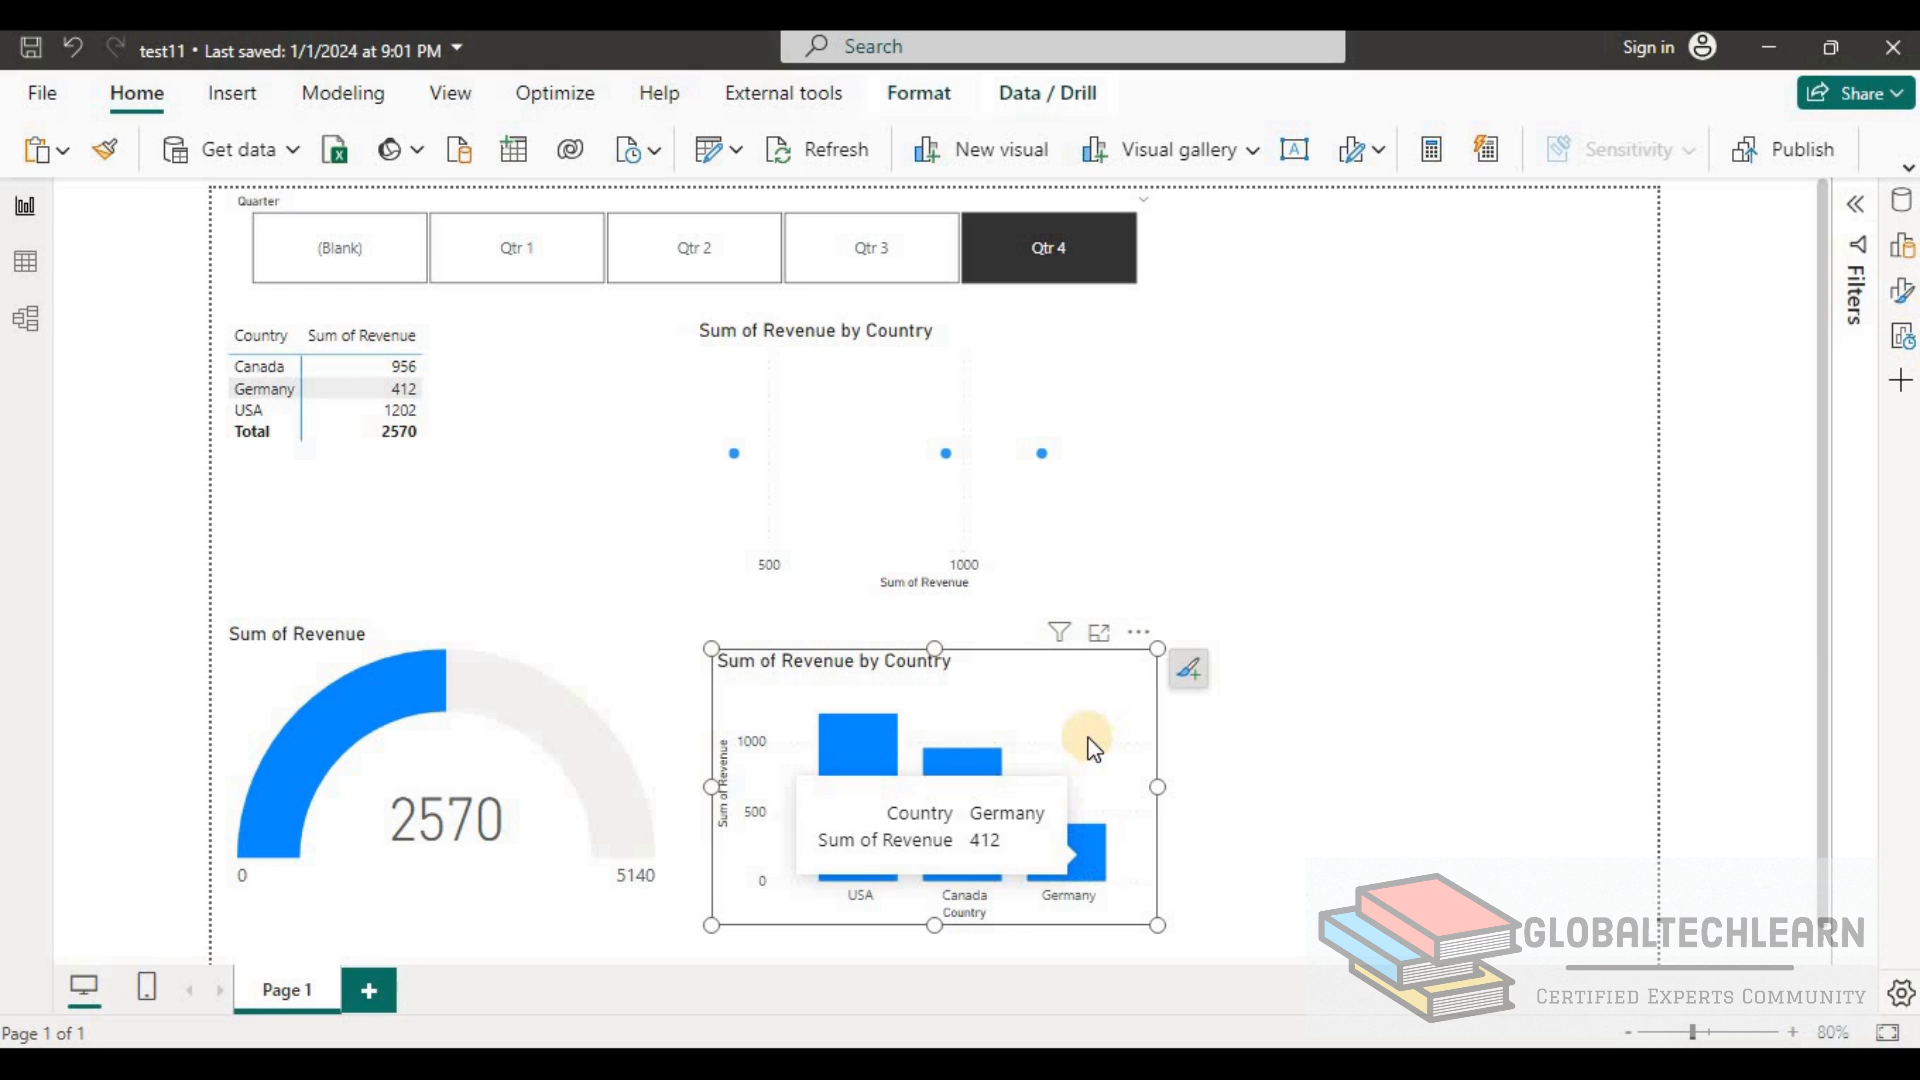 test11 • Last saved: 1/1/2024 at 9:01 PM
Search
Sign in
File Home Insert Modeling View Optimize Help External tools Format Data / Drill
Share
Get data
Refresh
New visual
Visual gallery
A
Sensitivity
Publish
Quarter
(Blank) Qtr 1 Qtr 2 Qtr 3 Qtr 4
Filters
Country Sum of Revenue
Canada 956
Germany 412
USA 1202
Total 2570
Sum of Revenue by Country
500 1000
Sum of Revenue
Sum of Revenue
2570
0 5140
Sum of Revenue by Country
Sum of Revenue
1000
500
0
Country Germany
Sum of Revenue 412
USA Canada Germany
Country
GLOBALTECHLEARN
CERTIFIED EXPERTS COMMUNITY
Page 1
+
Page 1 of 1
- + 80%